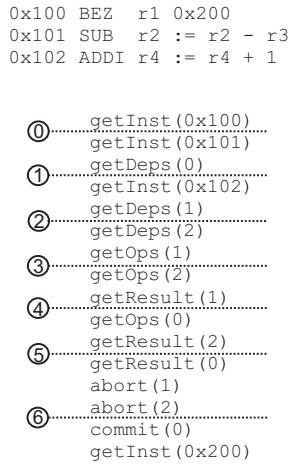 0x100 BEZ r1 0x200
0x101 SUB r2 := r2 - r3
0x102 ADDI r4 := r4 + 1
getInst(0x100)
0
getInst(0x101)
getDeps(0)
1
getInst(0x102)
getDeps(1)
2
getDeps(2)
getOps(1)
3
getOps(2)
getResult(1)
4
getOps(0)
getResult(2)
5
getResult(0)
abort(1)
abort(2)
6
commit(0)
getInst(0x200)